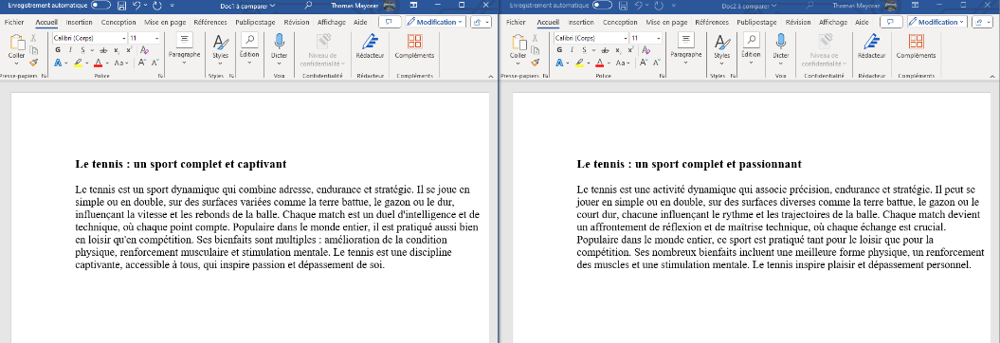 Enregistrement automatique
Doc1 à comparer
Thomas Mayoraz
Fichier Accueil Insertion Conception Mise en page Références Publipostage Révision Affichage Aide
Modification
Coller
Calibri (Corps) 11
G I S ab x x
A A Aa A A
Paragraphe
Styles
Édition
Dicter
Niveau de confidentialité
Rédacteur
Compléments
Presse-papiers Police Styles Voix Confidentialité Rédacteur Compléments
Le tennis : un sport complet et captivant
Le tennis est un sport dynamique qui combine adresse, endurance et stratégie. Il se joue en
simple ou en double, sur des surfaces variées comme la terre battue, le gazon ou le dur,
influençant la vitesse et les rebonds de la balle. Chaque match est un duel d'intelligence et de
technique, où chaque point compte. Populaire dans le monde entier, il est pratiqué aussi bien
en loisir qu'en compétition. Ses bienfaits sont multiples : amélioration de la condition
physique, renforcement musculaire et stimulation mentale. Le tennis est une discipline
captivante, accessible à tous, qui inspire passion et dépassement de soi.
Enregistrement automatique
Doc2 à comparer
Thomas Mayoraz
Fichier Accueil Insertion Conception Mise en page Références Publipostage Révision Affichage Aide
Modification
Coller
Calibri (Corps) 11
G I S ab x x
A A Aa A A
Paragraphe
Styles
Édition
Dicter
Niveau de confidentialité
Rédacteur
Compléments
Presse-papiers Police Styles Voix Confidentialité Rédacteur Compléments
Le tennis : un sport complet et passionnant
Le tennis est une activité dynamique qui associe précision, endurance et stratégie. Il peut se
jouer en simple ou en double, sur des surfaces diverses comme la terre battue, le gazon ou le
court dur, chacune influençant le rythme et les trajectoires de la balle. Chaque match devient
un affrontement de réflexion et de maîtrise technique, où chaque échange est crucial.
Populaire dans le monde entier, ce sport est pratiqué tant pour le loisir que pour la
compétition. Ses nombreux bienfaits incluent une meilleure forme physique, un renforcement
des muscles et une stimulation mentale. Le tennis inspire plaisir et dépassement personnel.